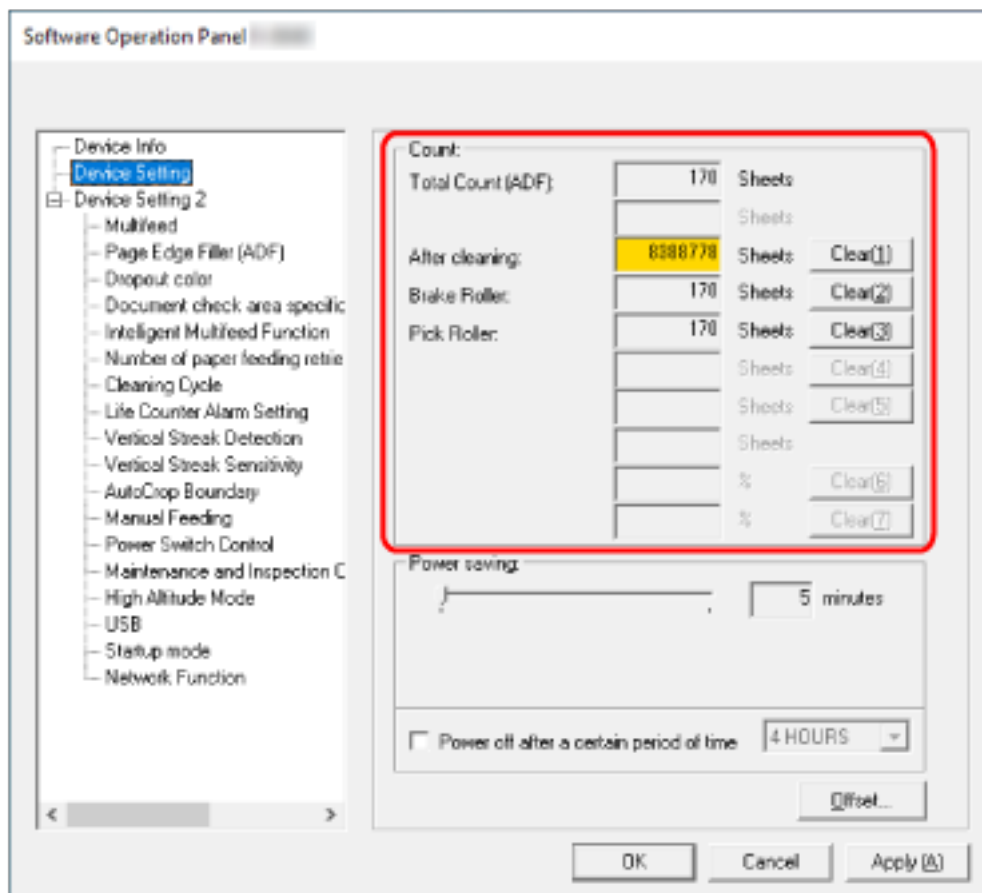 Software Operation Panel
Device Info
Device Setting
Device Setting 2
Multifeed
Page Edge Filler (ADF)
Dropout color
Document check area specific
Intelligent Multifeed Function
Number of paper feeding retrie
Cleaning Cycle
Life Counter Alarm Setting
Vertical Streak Detection
Vertical Streak Sensitivity
AutoCrop Boundary
Manual Feeding
Power Switch Control
Maintenance and Inspection C
High Altitude Mode
USB
Startup mode
Network Function
Count:
Total Count (ADF): 170 Sheets
Sheets
After cleaning: 8388778 Sheets Clear(1)
Brake Roller: 170 Sheets Clear(2)
Pick Roller: 170 Sheets Clear(3)
Sheets Clear(4)
Sheets Clear(5)
Sheets
% Clear(6)
% Clear(7)
Power saving:
5 minutes
Power off after a certain period of time 4 HOURS
Offset...
OK Cancel Apply (A)